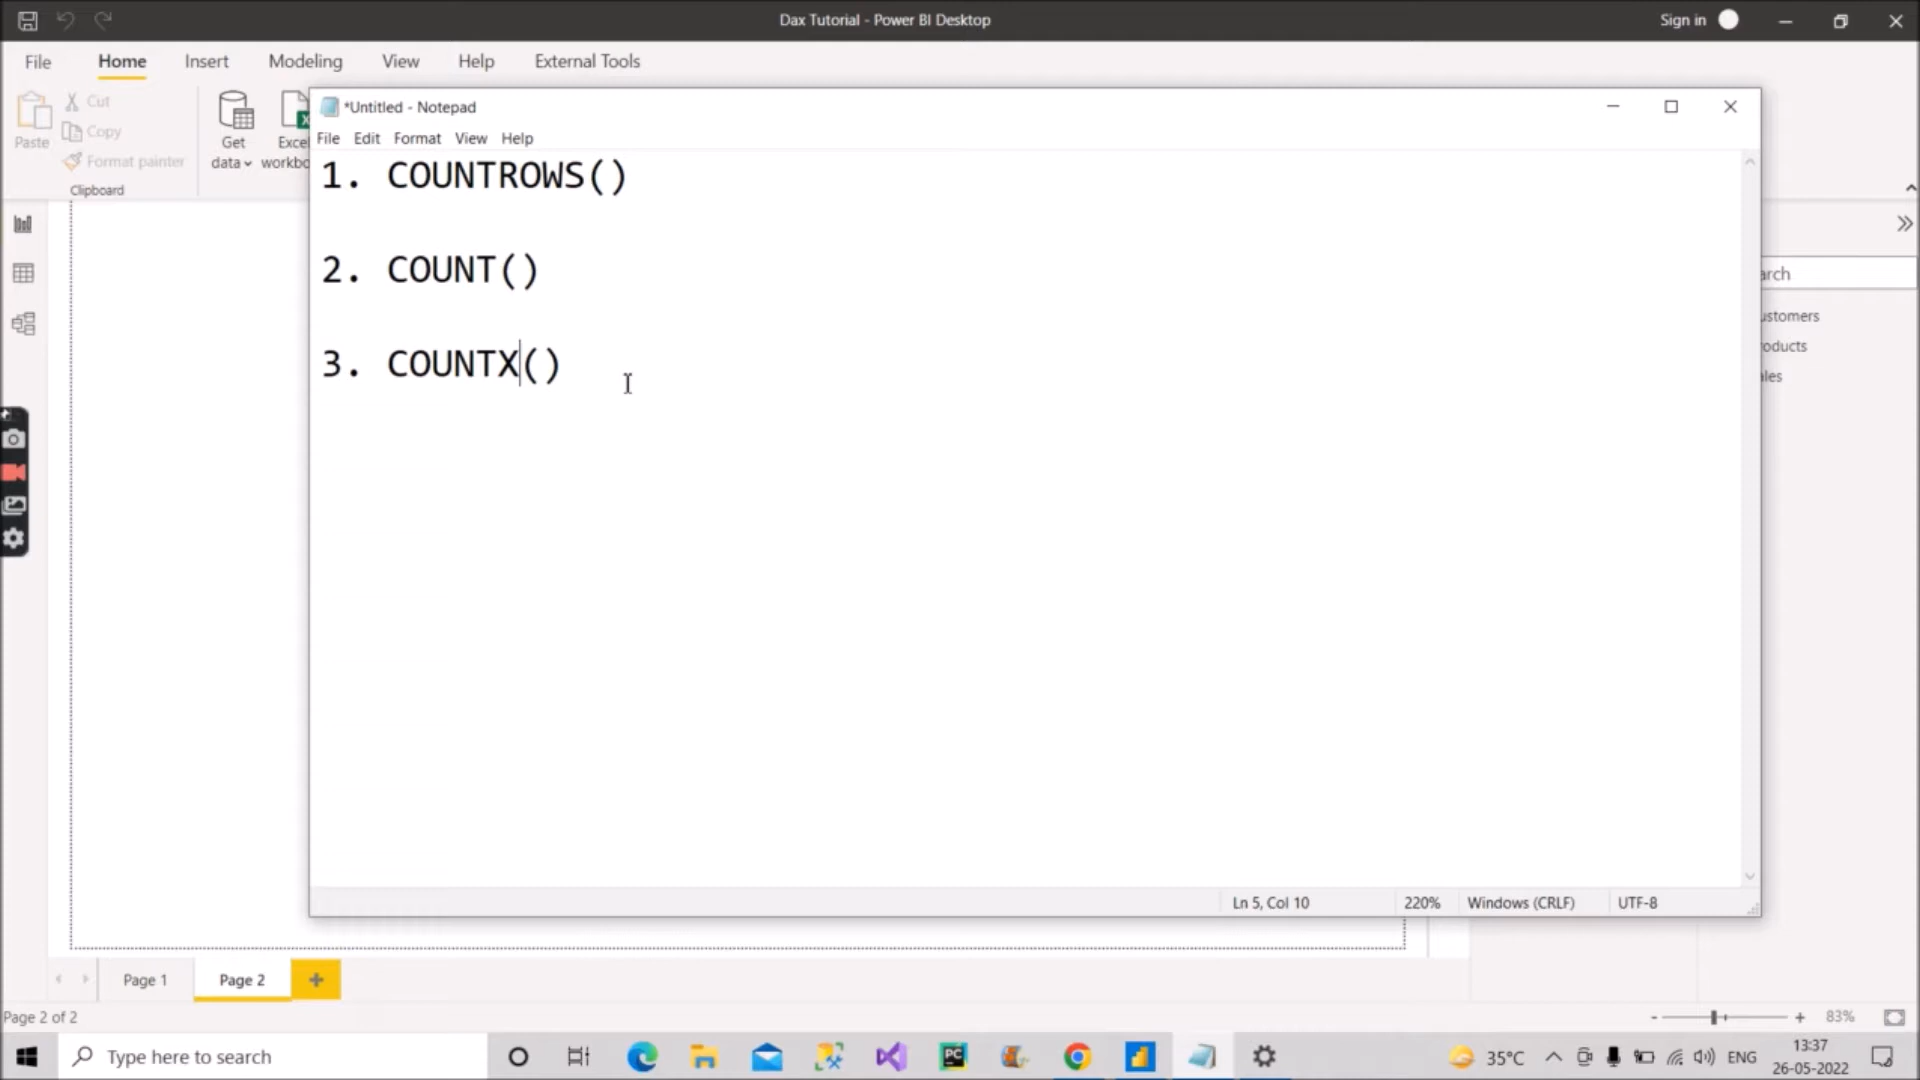 Dax Tutorial - Power BI Desktop
Sign in
File
Home
Insert
Modeling
View
Help
External Tools
Paste
Cut
Copy
Format painter
Clipboard
Get
data
Excel
*Untitled - Notepad
File
Edit
Format
View
Help
1. COUNTROWS()
2. COUNT()
3. COUNTX()
Ln 5, Col 10
220%
Windows (CRLF)
UTF-8
Page 1
Page 2
+
Page 2 of 2
- + 83%
Type here to search
PC
35°C
ENG
13:37
26-05-2022